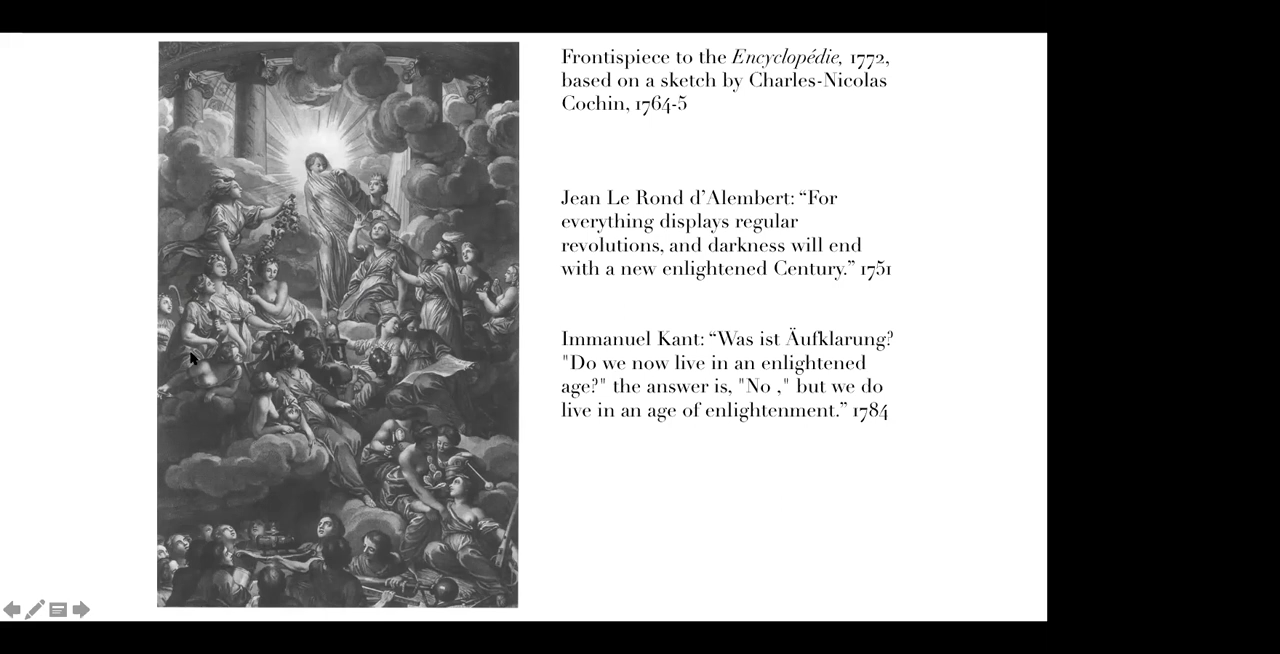 Frontispiece to the Encyclopédie, 1772,
based on a sketch by Charles-Nicolas
Cochin, 1764-5
Jean Le Rond d’Alembert: “For
everything displays regular
revolutions, and darkness will end
with a new enlightened Century.” 1751
Immanuel Kant: “Was ist Äufklarung?
"Do we now live in an enlightened
age?" the answer is, "No ," but we do
live in an age of enlightenment.” 1784